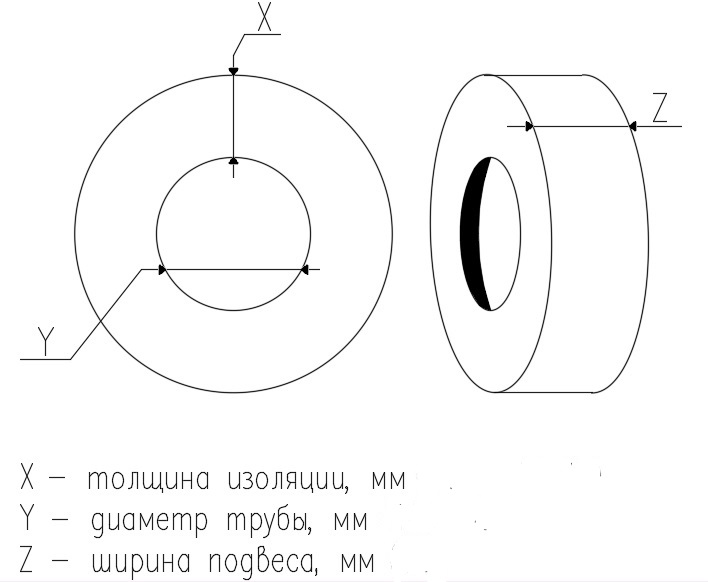 X
Z
Y
X – толщина изоляции, мм
Y – диаметр трубы, мм
Z – ширина подвеса, мм